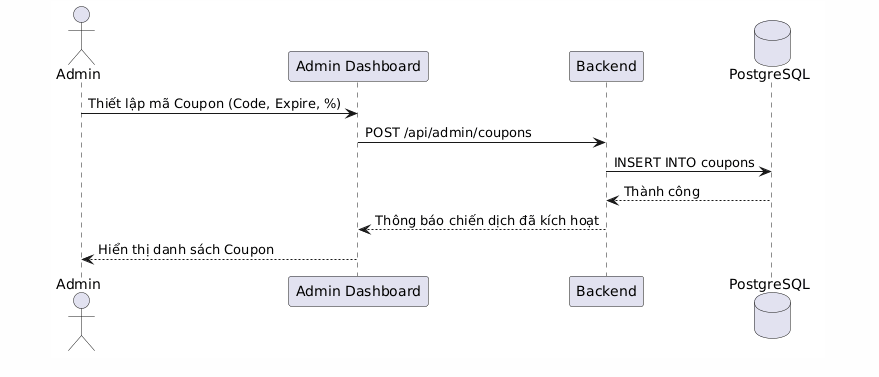 Admin
Admin Dashboard
Backend
PostgreSQL
Thiết lập mã Coupon (Code, Expire, %)
POST /api/admin/coupons
INSERT INTO coupons
Thành công
Thông báo chiến dịch đã kích hoạt
Hiển thị danh sách Coupon
Admin
Admin Dashboard
Backend
PostgreSQL